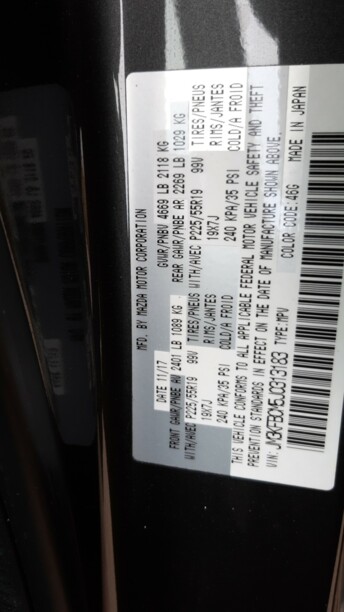 MFD. BY MAZDA MOTOR CORPORATION
DATE 11/17 GVWR/PNBV 4669 LB 2118 KG
FRONT GAWR/PNBE AV 2401 LB 1089 KG REAR GAWR/PNBE AR 2269 LB 1029 KG
WITH/AVEC P225/55R19 99V TIRES/PNEUS WITH/AVEC P225/55R19 99V TIRES/PNEUS
19X7J RIMS/JANTES 19X7J RIMS/JANTES
240 KPA/35 PSI COLD/A FROID 240 KPA/35 PSI COLD/A FROID
THIS VEHICLE CONFORMS TO ALL APPLICABLE FEDERAL MOTOR VEHICLE SAFETY AND THEFT
PREVENTION STANDARDS IN EFFECT ON THE DATE OF MANUFACTURE SHOWN ABOVE.
VIN: JM3KFBDM5J0313183 TYPE:MPV COLOR CODE:46G MADE IN JAPAN